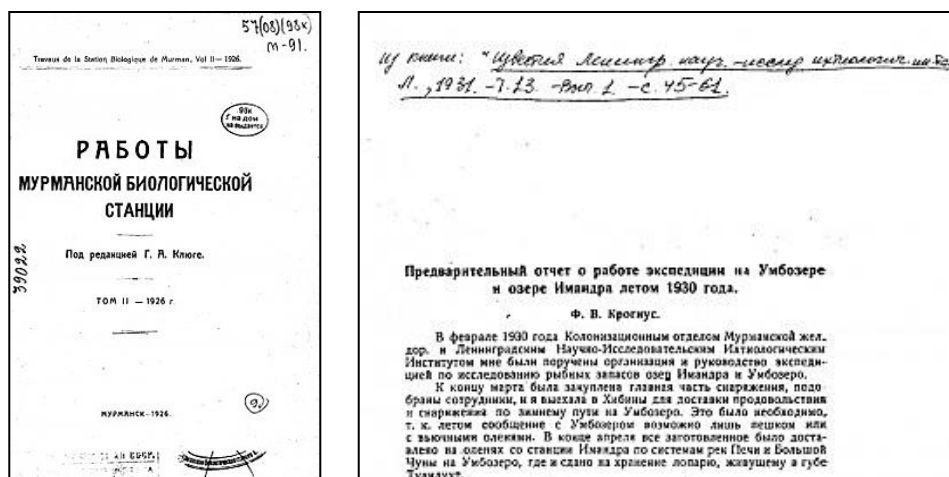 57(08)(98х)
м-91.
Travaux de la Station Biologique de Murman, Vol II—1926.
98х
на дом
не выдается
РАБОТЫ
МУРМАНСКОЙ БИОЛОГИЧЕСКОЙ
СТАНЦИИ
Под редакцией Г. А. Клюге.
39022
ТОМ II — 1926 г.
МУРМАНСК-1926.
из книги: "Известия Ленингр. науч.-исслед ихтиологич. ин-та
Л., 1931. -Т.13. -Вып. 1 -с. 45-61.
Предварительный отчет о работе экспедиции на Умбозере
и озере Имандра летом 1930 года.
Ф. В. Крогиус.
В феврале 1930 года Колонизационным отделом Мурманской жел.
дор. и Ленинградским Научно-Исследовательским Ихтиологическим
Институтом мне были поручены организация и руководство экспеди-
цией по исследованию рыбных запасов озер Имандра и Умбозеро.
К концу марта была закуплена главная часть снаряжения, подо-
браны сотрудники, и я выехала в Хибины для доставки продовольствия
и снаряжения по зимнему пути на Умбозеро. Это было необходимо,
т. к. летом сообщение с Умбозером возможно лишь пешком или
с вьючными оленями. В конце апреля все заготовленное было доста-
влено на оленях со станции Имандра по системам рек Печи и Большой
Чуны на Умбозеро, где и сдано на хранение лопарю, живущему в губе